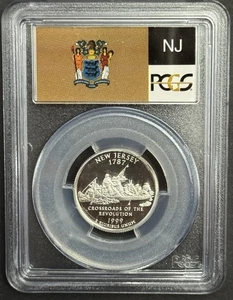 NJ
PCGS
NEW JERSEY
1787
CROSSROADS OF THE
REVOLUTION
1999
E PLURIBUS UNUM